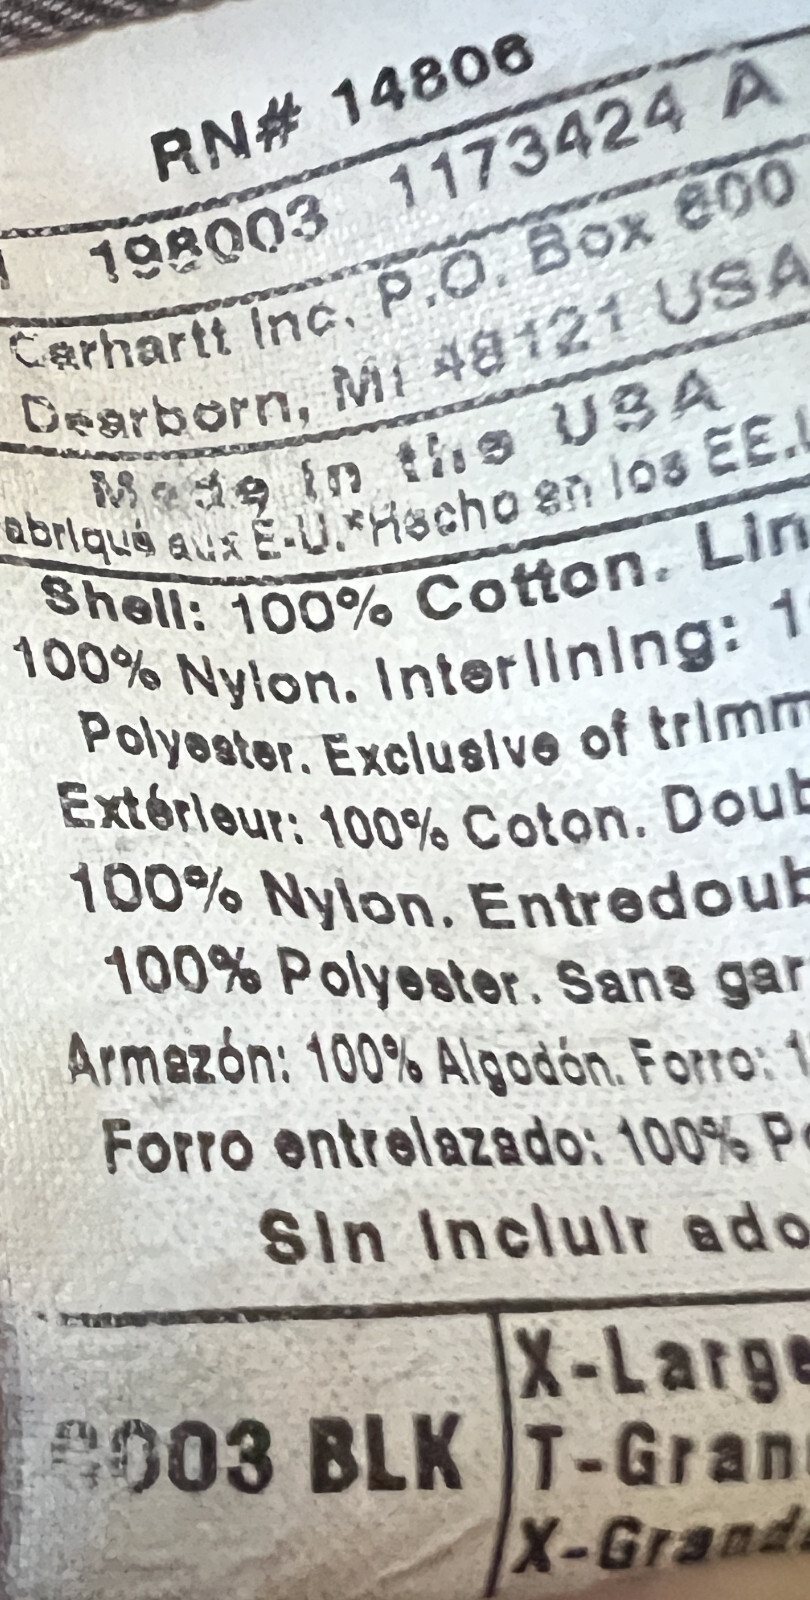 RN# 14806
198003 1173424 A
Carhartt Inc. P.O. Box 600
Dearborn, MI 48121 USA
Made in the USA
abriqué aux E-U.*Hecho en los EE.
Shell: 100% Cotton. Lin
100% Nylon. Interlining: 1
Polyester. Exclusive of trimm
Extérieur: 100% Coton. Doub
100% Nylon. Entredoub
100% Polyester. Sans gar
Armazón: 100% Algodón. Forro: 1
Forro entrelazado: 100% Po
Sin incluir ado
003 BLK
X-Large
T-Gran
X-Grand